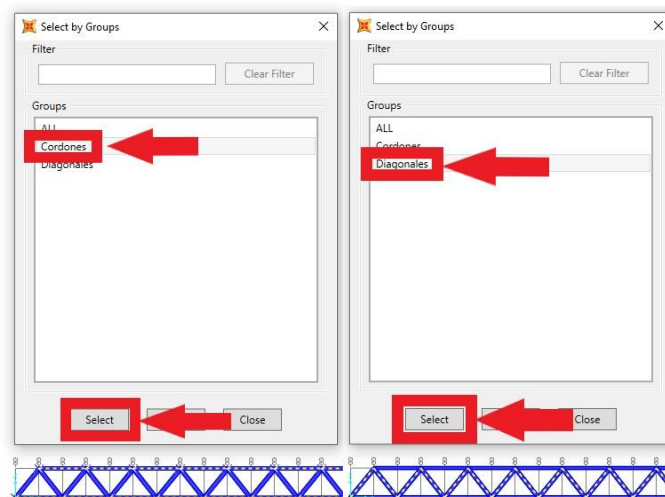 Select by Groups
Filter
Clear Filter
Groups
ALL
Cordones
Diagonales
Select
Close
Select by Groups
Filter
Clear Filter
Groups
ALL
Cordones
Diagonales
Select
Close